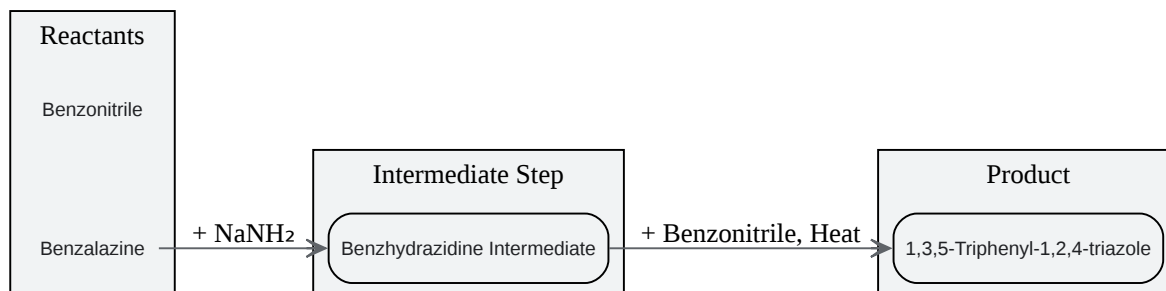 Reactants
Benzonitrile
Intermediate Step
Product
Benzalazine
+ NaNH₂
Benzhydrazidine Intermediate
+ Benzonitrile, Heat
1,3,5-Triphenyl-1,2,4-triazole